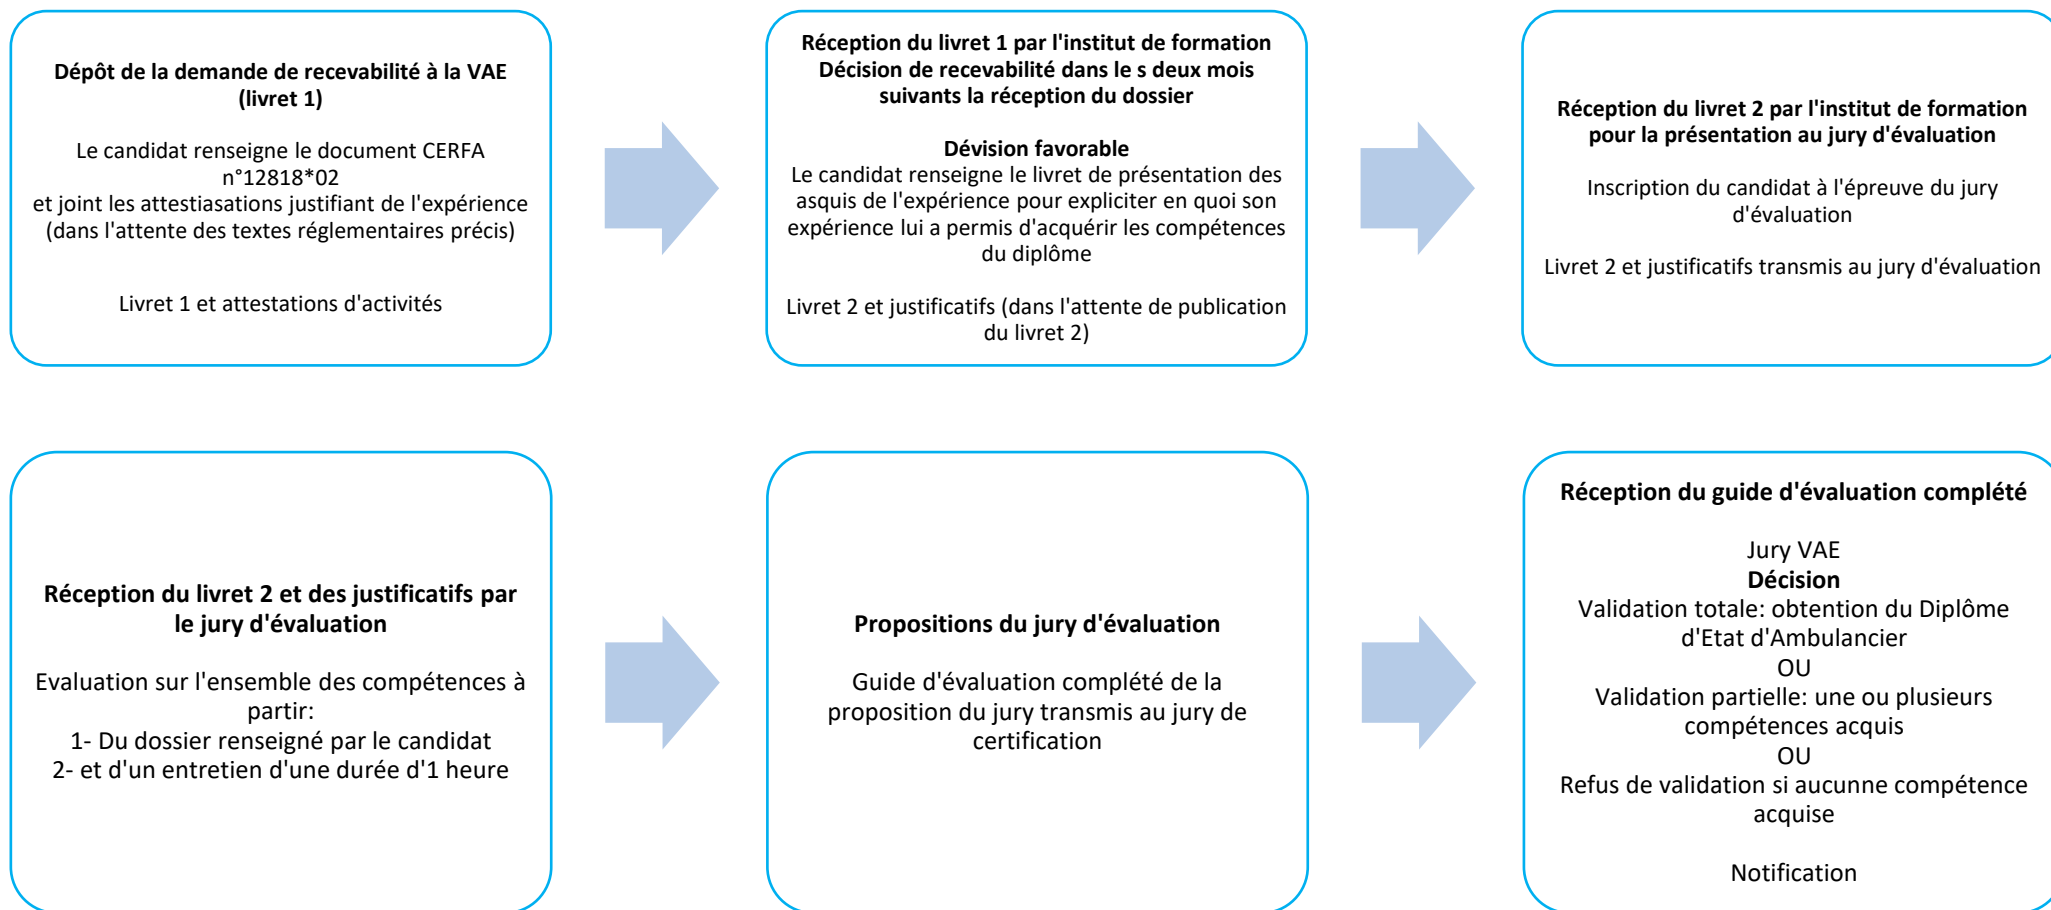 Dépôt de la demande de recevabilité à la VAE
(livret 1)
Le candidat renseigne le document CERFA
n°12818*02
et joint les attestiasations justifiant de l'expérience
(dans l'attente des textes réglementaires précis)
Livret 1 et attestations d'activités
Réception du livret 1 par l'institut de formation
Décision de recevabilité dans le s deux mois
suivants la réception du dossier
Dévision favorable
Le candidat renseigne le livret de présentation des
asquis de l'expérience pour expliciter en quoi son
expérience lui a permis d'acquérir les compétences
du diplôme
Livret 2 et justificatifs (dans l'attente de publication
du livret 2)
Réception du livret 2 par l'institut de formation
pour la présentation au jury d'évaluation
Inscription du candidat à l'épreuve du jury
d'évaluation
Livret 2 et justificatifs transmis au jury d'évaluation
Réception du livret 2 et des justificatifs par
le jury d'évaluation
Evaluation sur l'ensemble des compétences à
partir:
1- Du dossier renseigné par le candidat
2- et d'un entretien d'une durée d'1 heure
Propositions du jury d'évaluation
Guide d'évaluation complété de la
proposition du jury transmis au jury de
certification
Réception du guide d'évaluation complété
Jury VAE
Décision
Validation totale: obtention du Diplôme
d'Etat d'Ambulancier
OU
Validation partielle: une ou plusieurs
compétences acquis
OU
Refus de validation si aucunne compétence
acquise
Notification